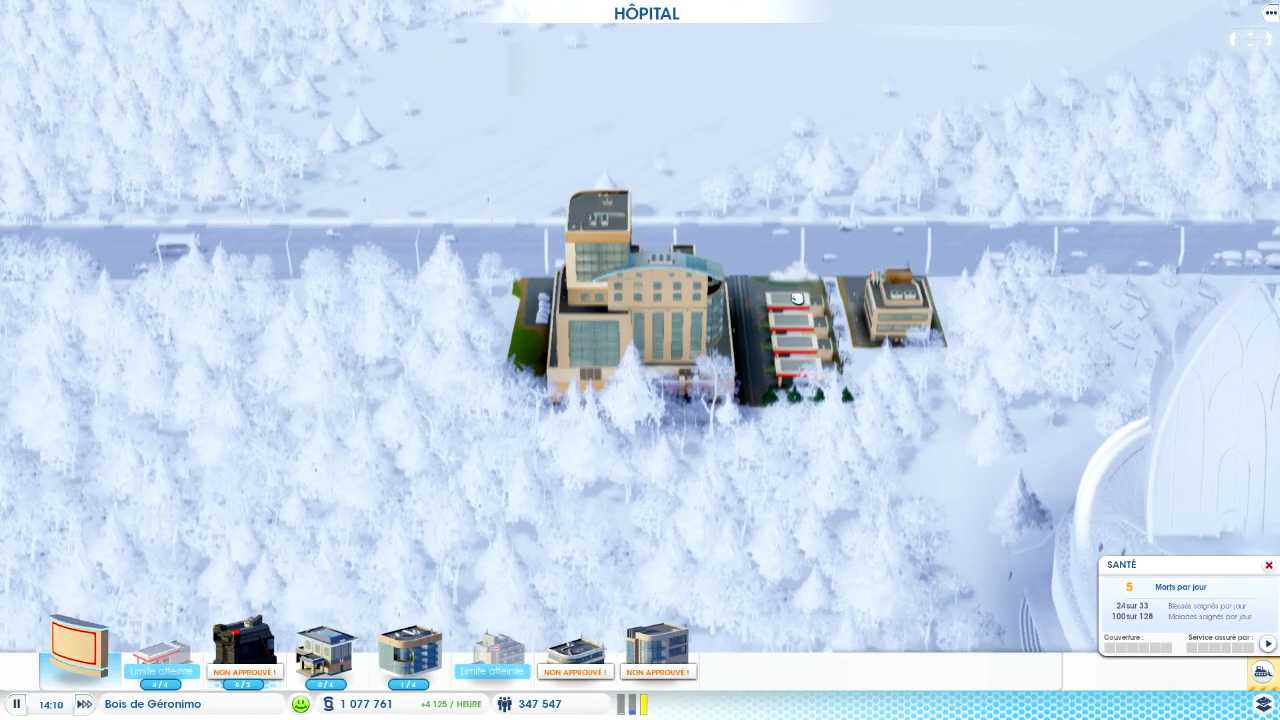 HÔPITAL
SANTÉ
5 Morts par jour
24 sur 33 Blessés soignés par jour
100 sur 128 Malades soignés par jour
Couverture : Service assuré par :
Limite atteinte
4 / 4
NON APPROUVÉ !
0 / 2
0 / 4
1 / 4
Limite atteinte
NON APPROUVÉ !
NON APPROUVÉ !
14:10
Bois de Géronimo
1 077 761
+4 125 / HEURE
347 547